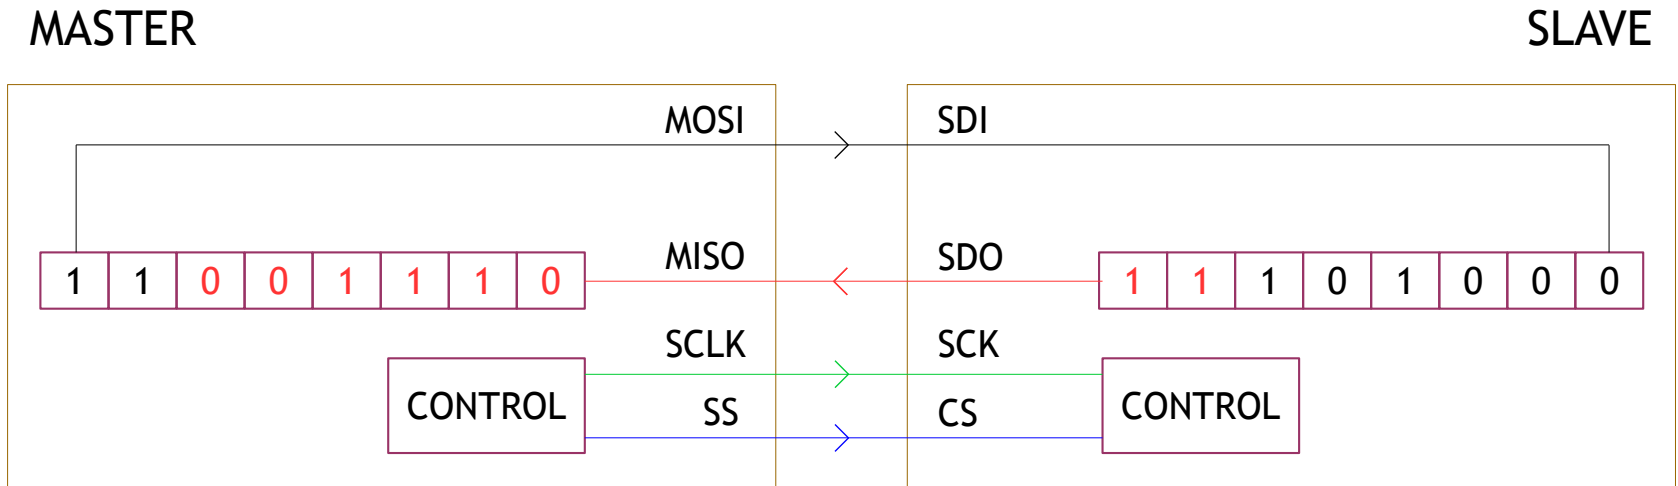 MASTER SLAVE
MOSI SDI
MISO SDO
1 1 0 0 1 1 1 0 1 1 1 0 1 0 0 0
SCLK SCK
CONTROL CONTROL
SS CS